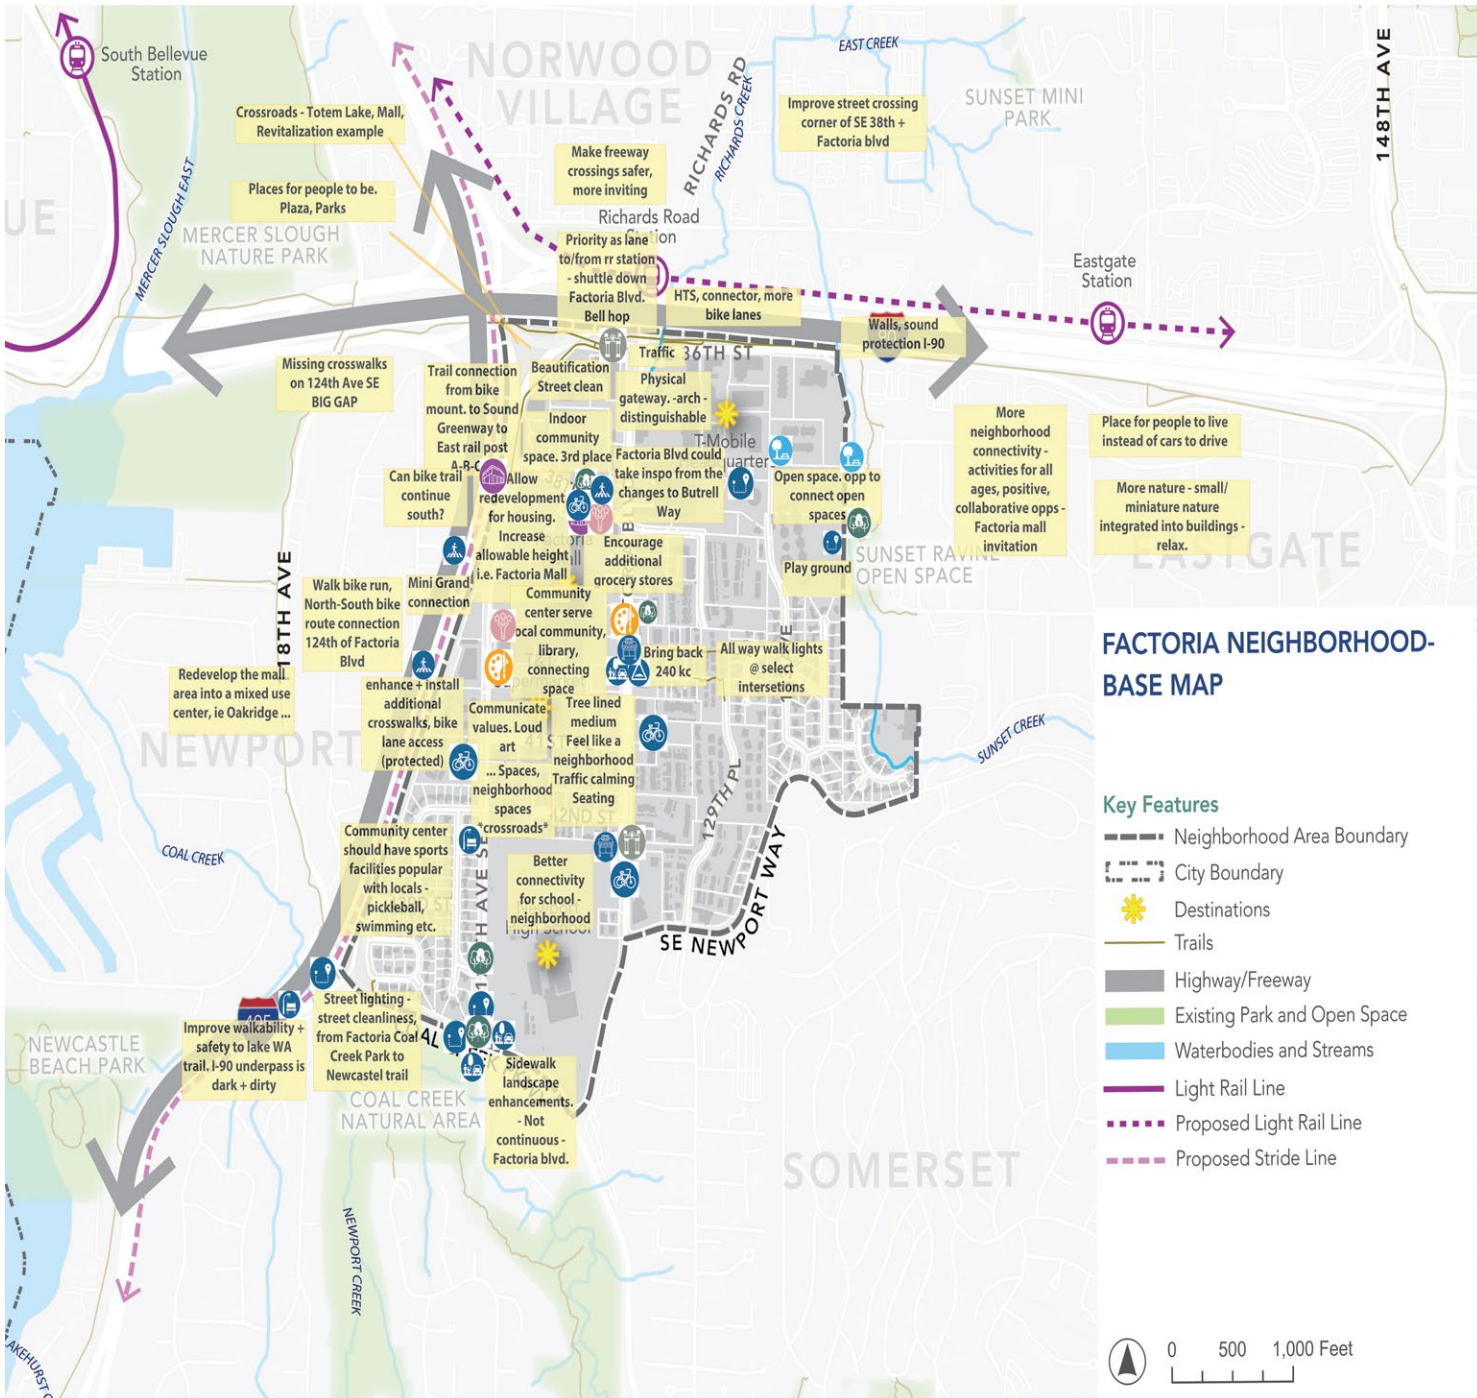 South Bellevue
Station
NORWOOD
VILLAGE
RICHARDS RD
RICHARDS CREEK
EAST CREEK
SUNSET MINI
PARK
148TH AVE
Crossroads - Totem Lake, Mall,
Revitalization example
Improve street crossing
corner of SE 38th +
Factoria blvd
Make freeway
crossings safer,
more inviting
Places for people to be.
Plaza, Parks
MERCER SLOUGH EAST
MERCER SLOUGH
NATURE PARK
UE
Richards Road
Station
Priority as lane
to/from rr station
- shuttle down
Factoria Blvd.
Bell hop
Eastgate
Station
HTS, connector, more
bike lanes
Walls, sound
protection I-90
Traffic
36TH ST
Missing crosswalks
on 124th Ave SE
BIG GAP
Trail connection
from bike
mount. to Sound
Greenway to
East rail post
A-B-C
Beautification
Street clean
Physical
gateway. -arch -
distinguishable
Indoor
community
space. 3rd place
T-Mobile
Factoria Blvd could
take inspo from the
changes to Butrell
Way
More
neighborhood
connectivity -
activities for all
ages, positive,
collaborative opps -
Factoria mall
invitation
Place for people to live
instead of cars to drive
More nature - small/
miniature nature
integrated into buildings -
relax.
EASTGATE
Can bike trail
continue
south?
Allow
redevelopment
for housing.
Increase
allowable height
i.e. Factoria Mall
Open space. opp to
connect open
spaces
SUNSET RAVINE
OPEN SPACE
Play ground
Encourage
additional
grocery stores
18TH AVE
Walk bike run,
North-South bike
route connection
124th of Factoria
Blvd
Mini Grand
connection
Community
center serve
local community,
library,
connecting
space
Bring back
240 kc
All way walk lights
@ select
intersetions
Redevelop the mall
area into a mixed use
center, ie Oakridge ...
NEWPORT
enhance + install
additional
crosswalks, bike
lane access
(protected)
Communicate
values. Loud
art
41ST
Tree lined
medium
Feel like a
neighborhood
Traffic calming
Seating
... Spaces,
neighborhood
spaces
*crossroads*
42ND ST
129TH PL
SUNSET CREEK
SE NEWPORT WAY
COAL CREEK
Community center
should have sports
facilities popular
with locals -
pickleball,
swimming etc.
Better
connectivity
for school -
neighborhood
High School
Street lighting -
street cleanliness,
from Factoria Coal
Creek Park to
Newcastel trail
405
Improve walkability +
safety to lake WA
trail. I-90 underpass is
dark + dirty
NEWCASTLE
BEACH PARK
COAL CREEK
NATURAL AREA
Sidewalk
landscape
enhancements.
- Not
continuous -
Factoria blvd.
NEWPORT CREEK
SOMERSET
FACTORIA NEIGHBORHOOD-
BASE MAP
Key Features
Neighborhood Area Boundary
City Boundary
Destinations
Trails
Highway/Freeway
Existing Park and Open Space
Waterbodies and Streams
Light Rail Line
Proposed Light Rail Line
Proposed Stride Line
0 500 1,000 Feet